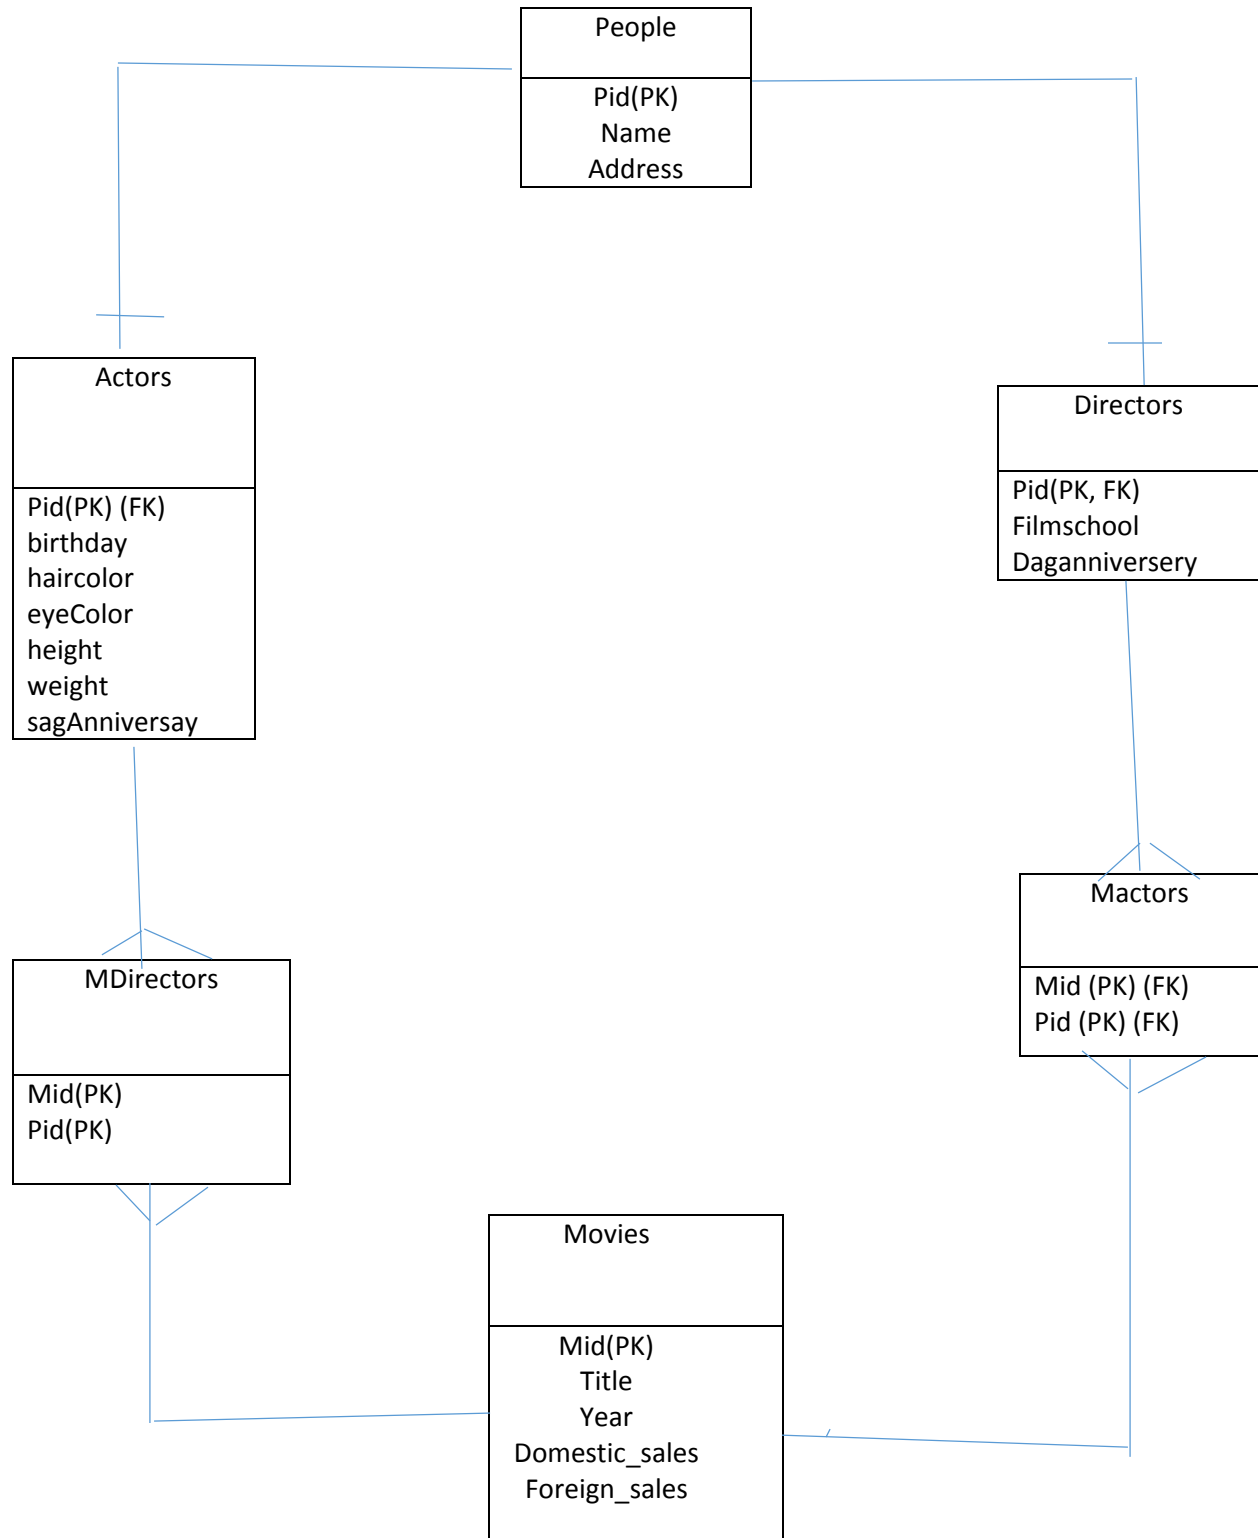 People
Pid(PK)
Name
Address
Actors
Pid(PK) (FK)
birthday
haircolor
eyeColor
height
weight
sagAnniversay
Directors
Pid(PK, FK)
Filmschool
Daganniversery
MDirectors
Mid(PK)
Pid(PK)
Mactors
Mid (PK) (FK)
Pid (PK) (FK)
Movies
Mid(PK)
Title
Year
Domestic_sales
Foreign_sales